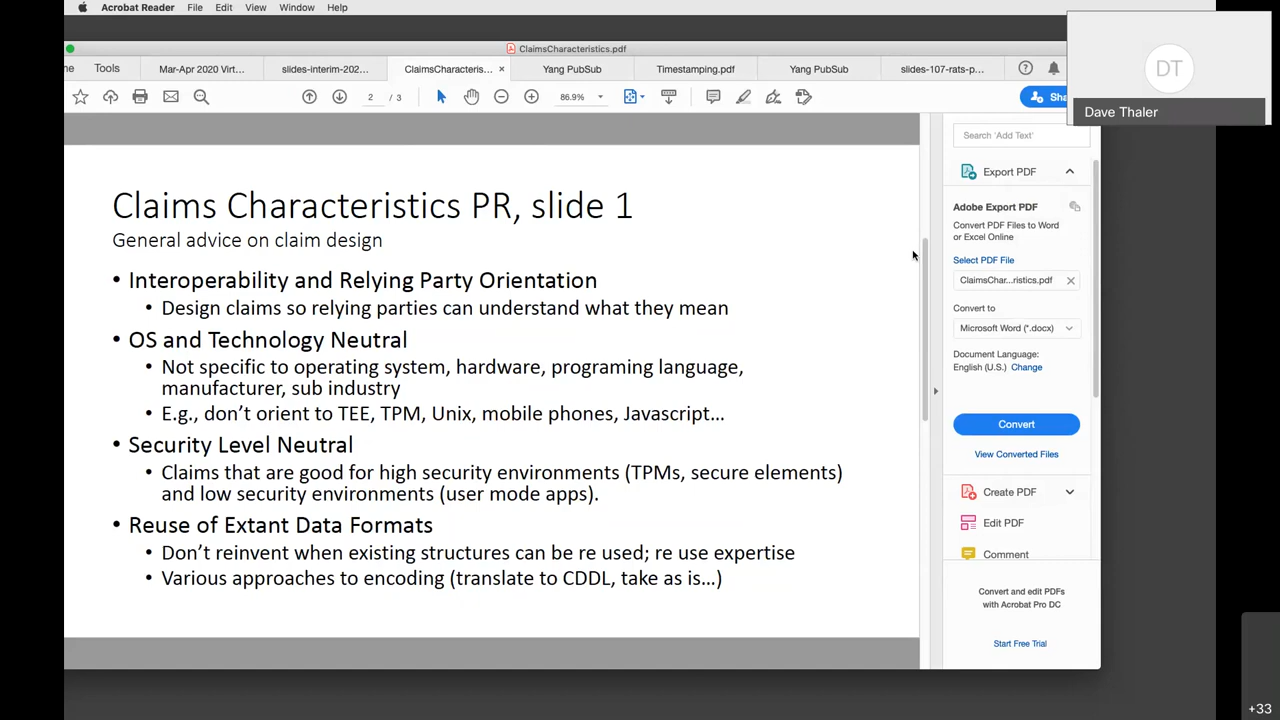 Acrobat Reader File Edit View Window Help
ClaimsCharacteristics.pdf
me Tools Mar-Apr 2020 Virt... slides-interim-202... ClaimsCharacteris... × Yang PubSub Timestamping.pdf Yang PubSub slides-107-rats-p...
2 / 3 86.9% Sha
DT
Dave Thaler
Search 'Add Text'
Export PDF
Adobe Export PDF
Convert PDF Files to Word
or Excel Online
Select PDF File
ClaimsChar...ristics.pdf
Convert to
Microsoft Word (*.docx)
Document Language:
English (U.S.) Change
Convert
View Converted Files
Create PDF
Edit PDF
Comment
Convert and edit PDFs
with Acrobat Pro DC
Start Free Trial
Claims Characteristics PR, slide 1
General advice on claim design
• Interoperability and Relying Party Orientation
• Design claims so relying parties can understand what they mean
• OS and Technology Neutral
• Not specific to operating system, hardware, programing language,
manufacturer, sub industry
• E.g., don't orient to TEE, TPM, Unix, mobile phones, Javascript...
• Security Level Neutral
• Claims that are good for high security environments (TPMs, secure elements)
and low security environments (user mode apps).
• Reuse of Extant Data Formats
• Don't reinvent when existing structures can be re used; re use expertise
• Various approaches to encoding (translate to CDDL, take as is...)
+33